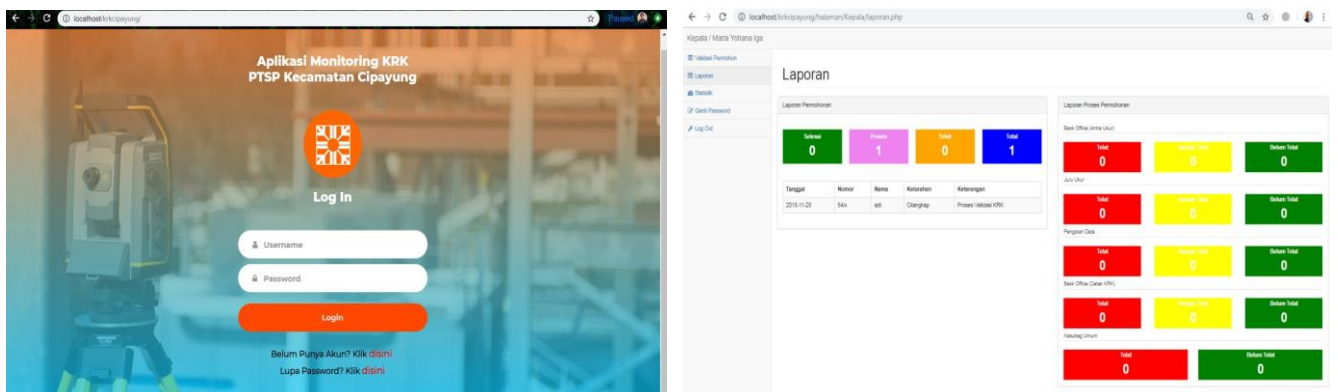 localhost/krkcipayung/
Paused
Aplikasi Monitoring KRK
PTSP Kecamatan Cipayung
Log In
Username
Password
Login
Belum Punya Akun? Klik disini
Lupa Password? Klik disini
localhost/krkcipayung/halaman/Kepala/laporan.php
Kepala / Maria Yohana Iga
Validasi Permohon
Laporan
Statistik
Ganti Password
Log Out
Laporan
Laporan Permohonan
Selesai Proses Tolak Total
0 1 0 1
Tanggal Nomor Nama Kelurahan Keterangan
2018-11-28 54/v edi Cilangkap Proses Validasi KRK
Laporan Proses Permohonan
Back Office (Antre Ukur)
Telat Belum Telat
0 0 0
Juru Ukur
Telat Belum Telat
0 0 0
Pengolah Data
Telat Belum Telat
0 0 0
Back Office (Cetak KRK)
Telat Belum Telat
0 0 0
Kasubag Umum
Telat Belum Telat
0 0